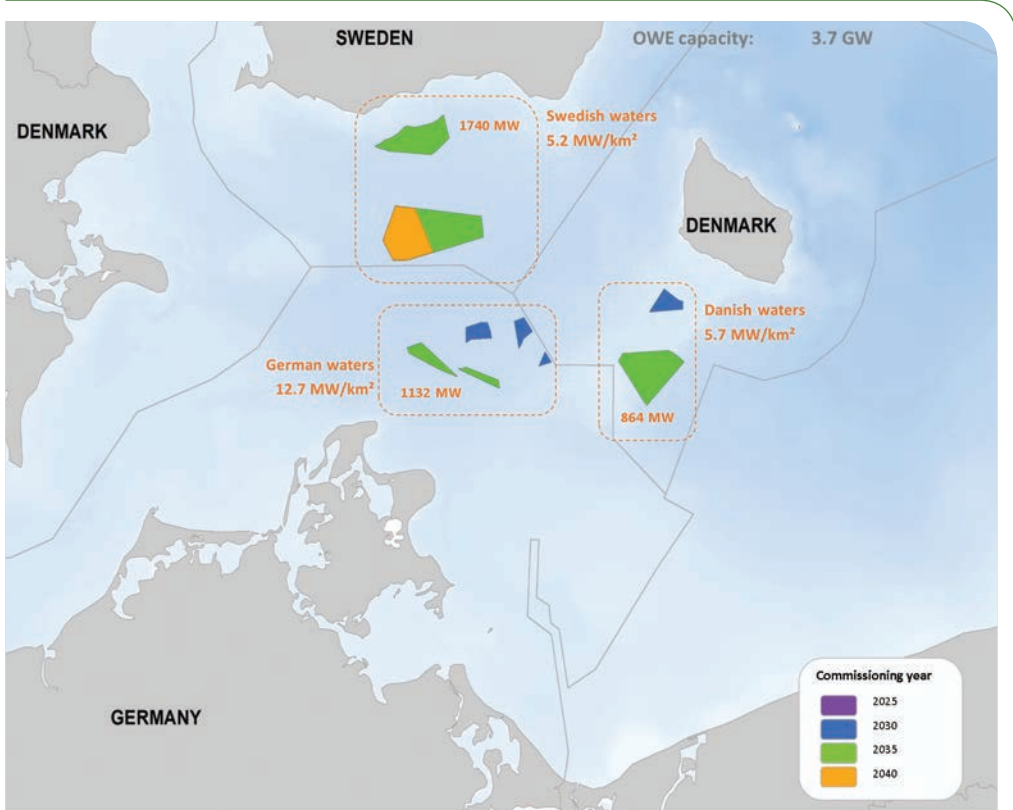 SWEDEN
OWE capacity: 3.7 GW
DENMARK
1740 MW
Swedish waters
5.2 MW/km²
DENMARK
Danish waters
5.7 MW/km²
German waters
12.7 MW/km²
1132 MW
864 MW
GERMANY
Commissioning year
2025
2030
2035
2040